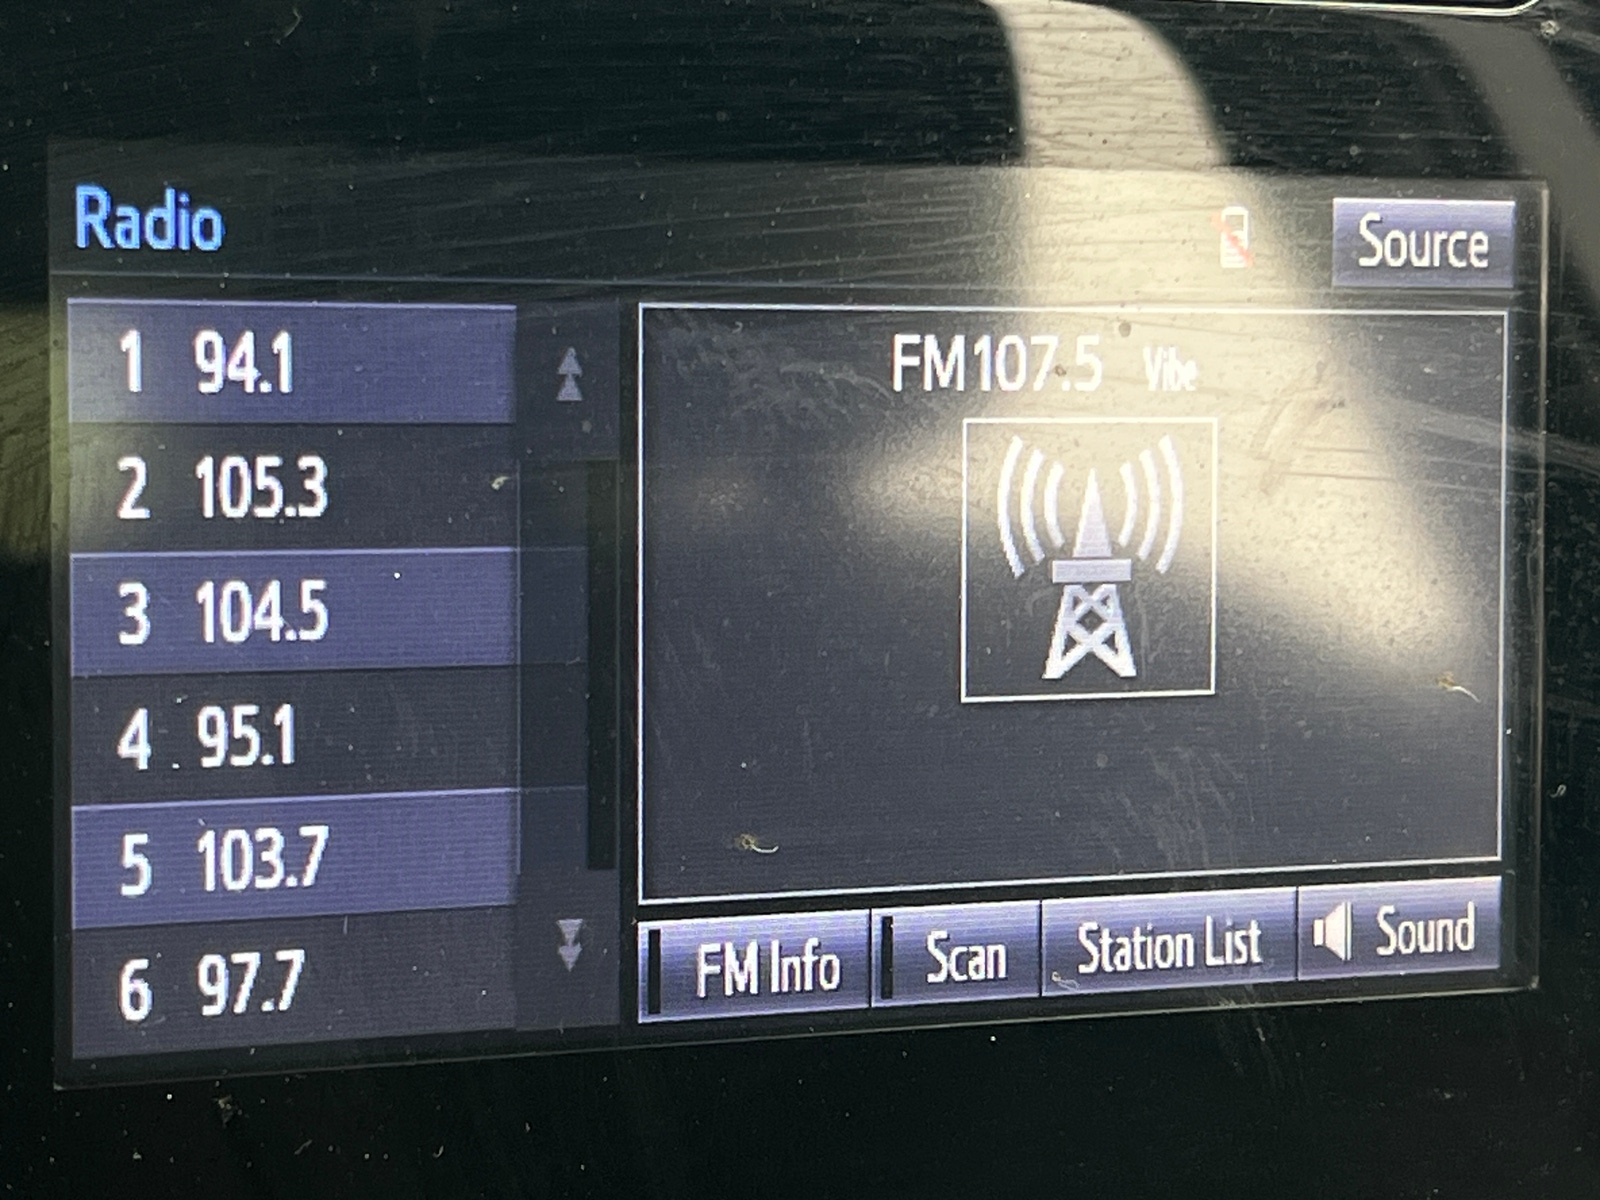 Radio
Source
1 94.1
2 105.3
3 104.5
4 95.1
5 103.7
6 97.7
FM107.5 Vibe
FM Info
Scan
Station List
Sound